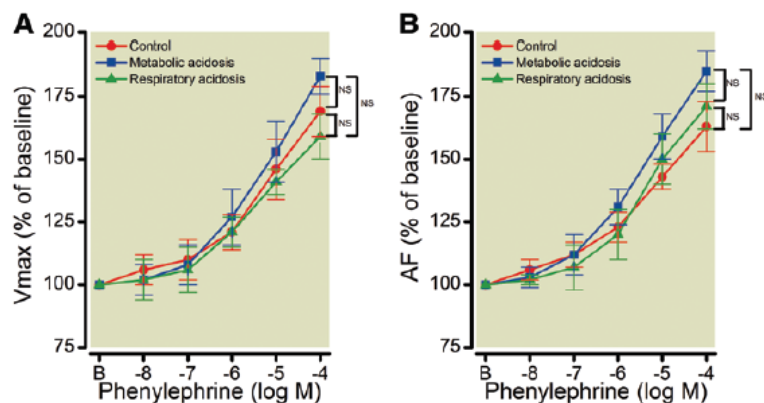 A
200
175
150
125
100
75
Vmax (% of baseline)
Control
Metabolic acidosis
Respiratory acidosis
NS
NS
NS
B -8 -7 -6 -5 -4
Phenylephrine (log M)
B
200
175
150
125
100
75
AF (% of baseline)
Control
Metabolic acidosis
Respiratory acidosis
NS
NS
B -8 -7 -6 -5 -4
Phenylephrine (log M)